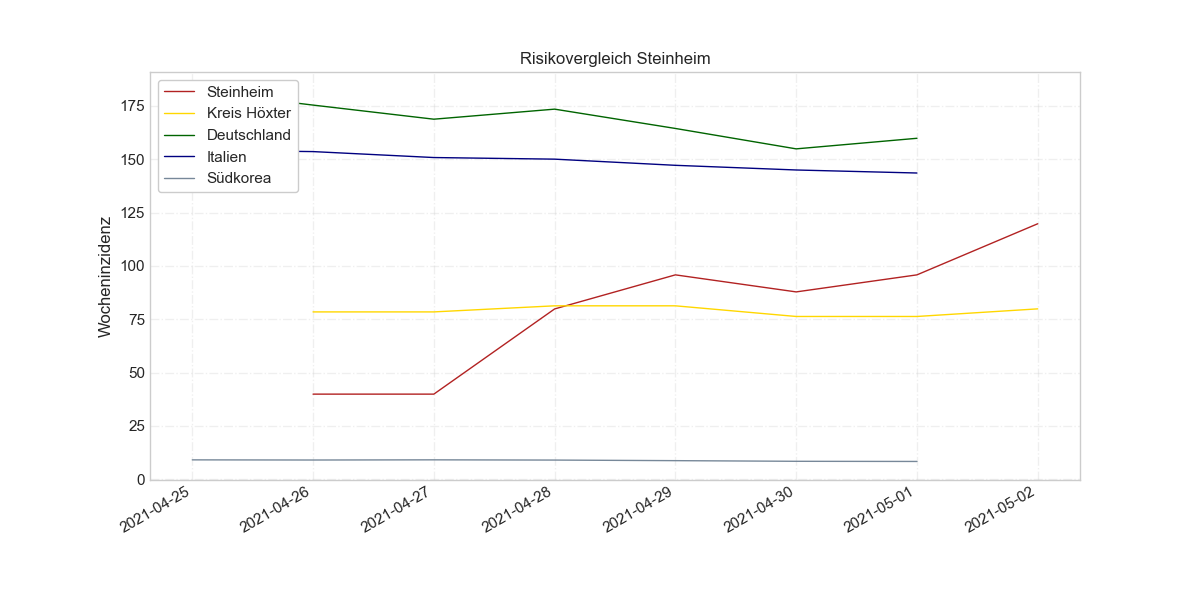 Risikovergleich Steinheim
Steinheim
Kreis Höxter
Deutschland
Italien
Südkorea
Wocheninzidenz
175
150
125
100
75
50
25
0
2021-04-25
2021-04-26
2021-04-27
2021-04-28
2021-04-29
2021-04-30
2021-05-01
2021-05-02